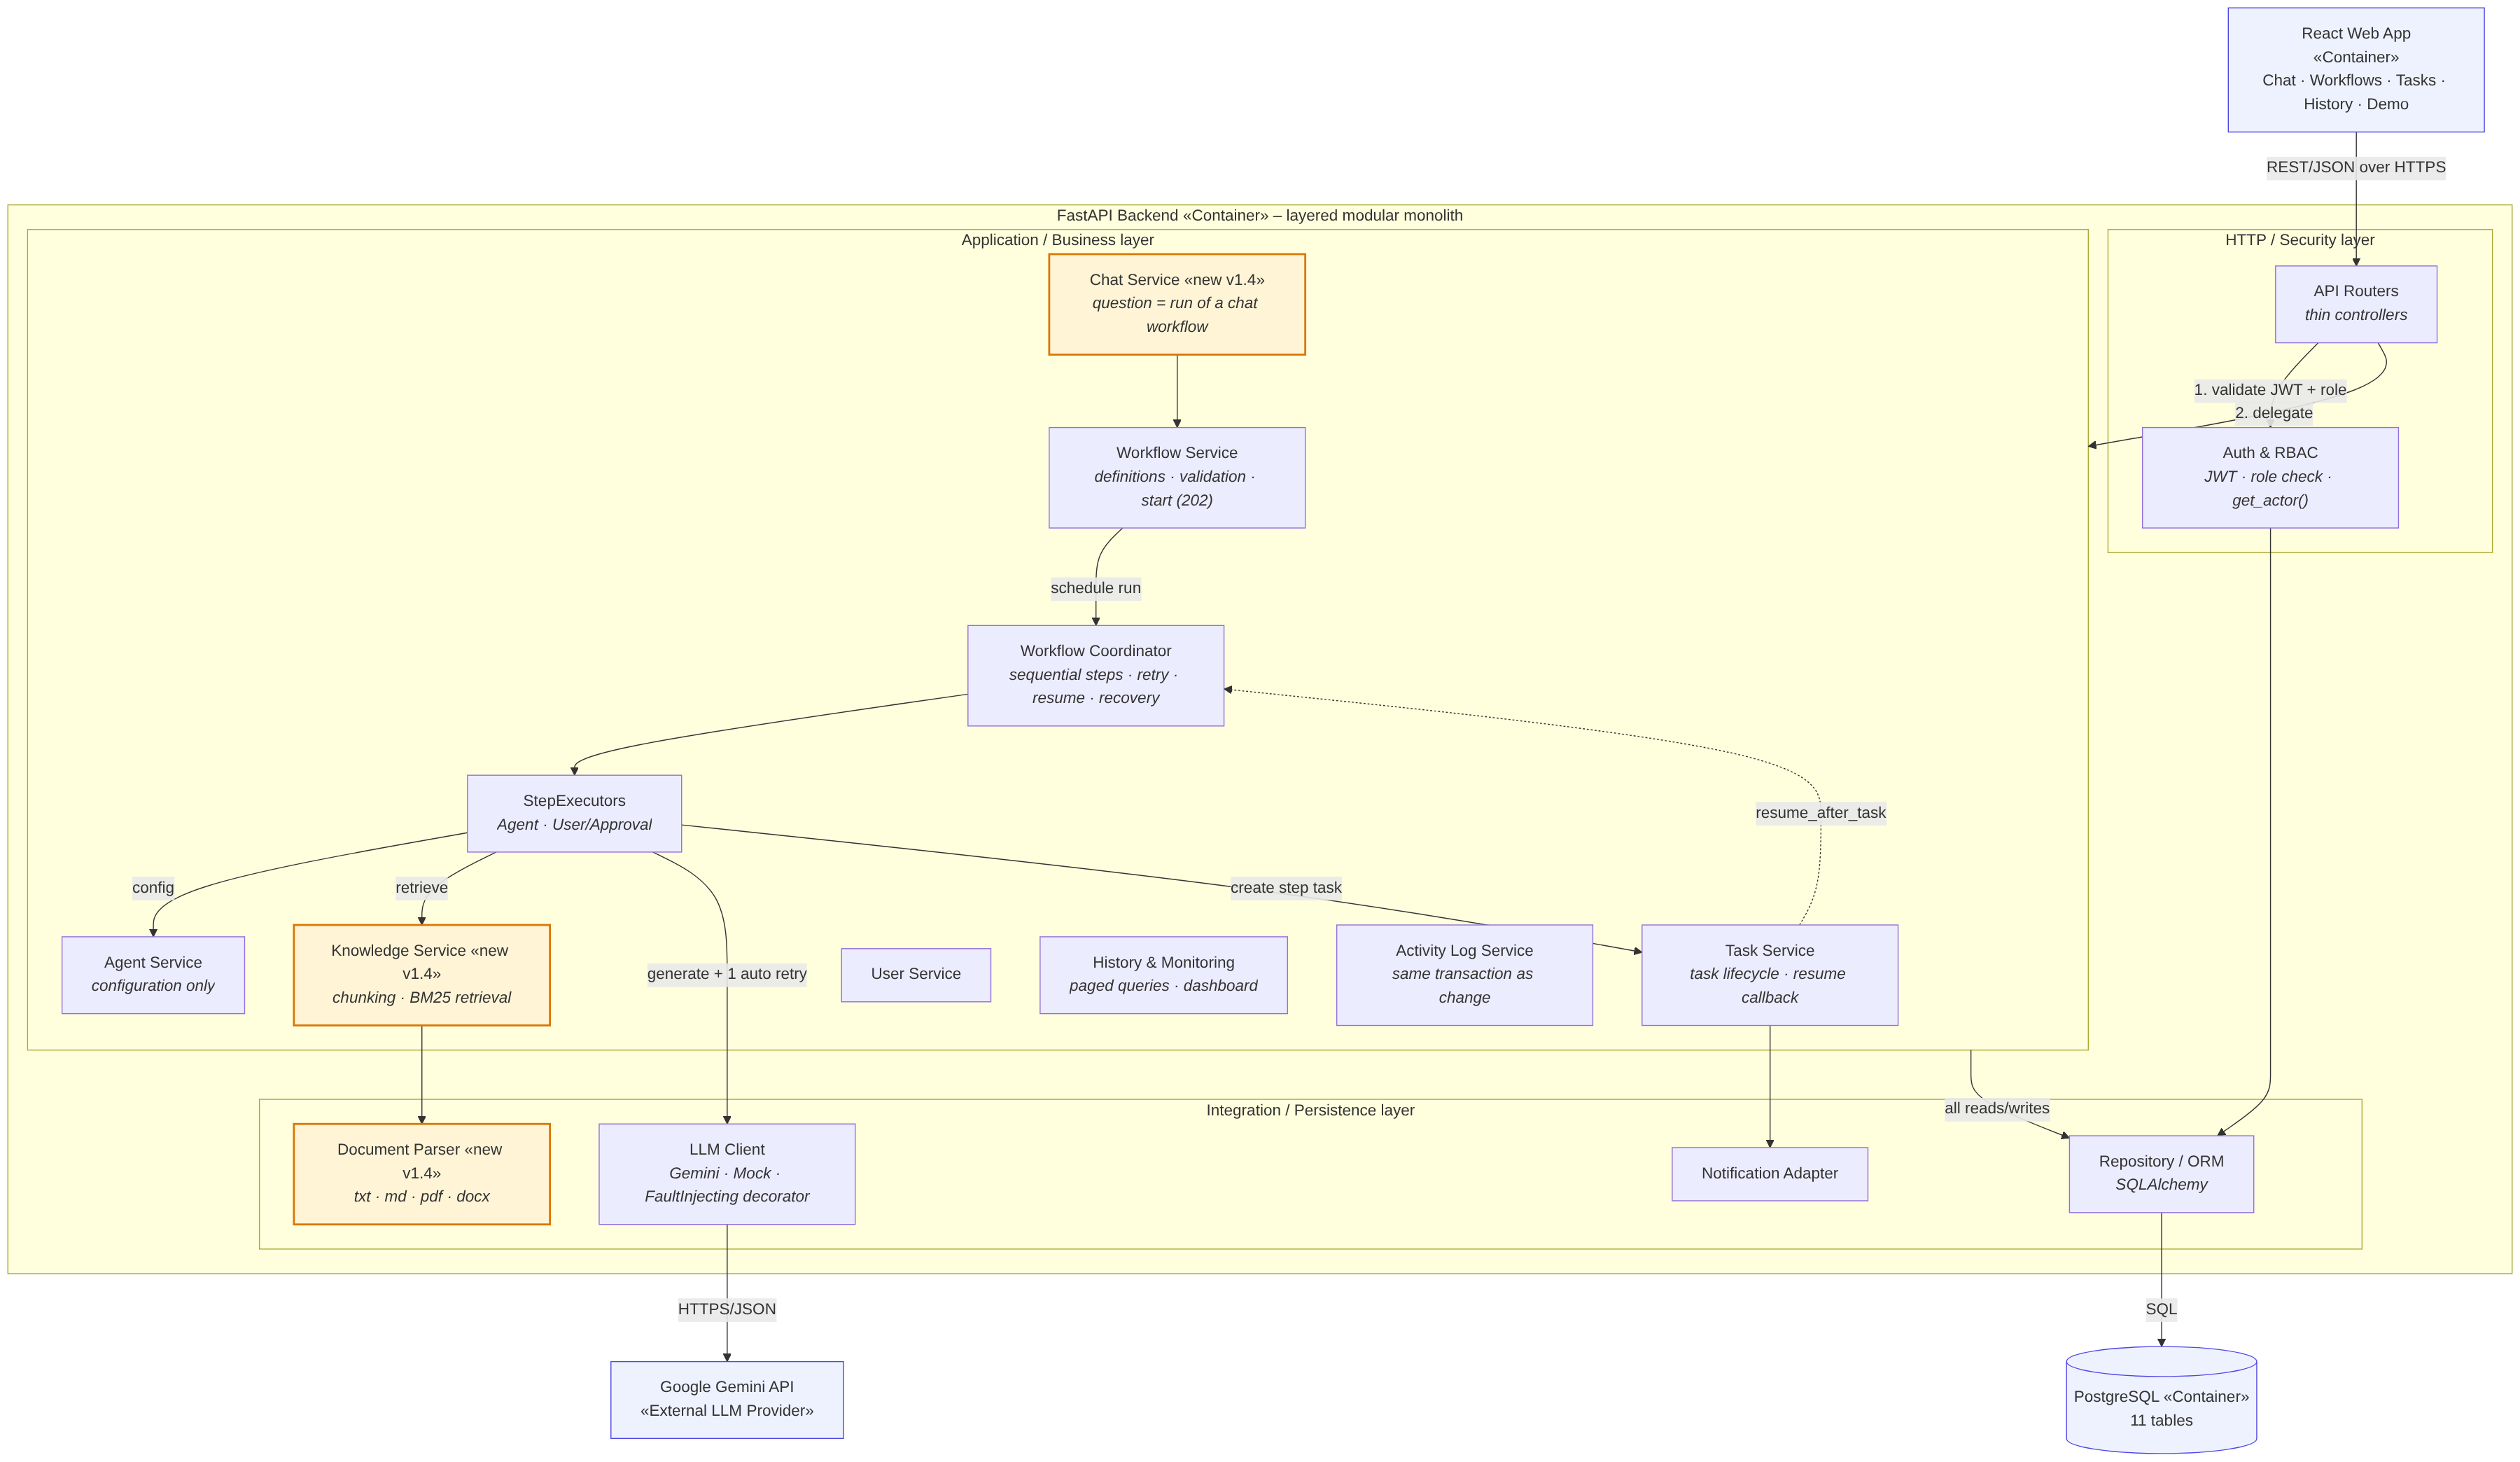 React Web App
«Container»
Chat · Workflows · Tasks ·
History · Demo
REST/JSON over HTTPS
FastAPI Backend «Container» – layered modular monolith
Application / Business layer
HTTP / Security layer
Chat Service «new v1.4»
question = run of a chat
workflow
API Routers
thin controllers
1. validate JWT + role
2. delegate
Workflow Service
definitions · validation ·
start (202)
Auth & RBAC
JWT · role check ·
get_actor()
schedule run
Workflow Coordinator
sequential steps · retry ·
resume · recovery
StepExecutors
Agent · User/Approval
resume_after_task
config
retrieve
create step task
Agent Service
configuration only
Knowledge Service «new
v1.4»
chunking · BM25 retrieval
generate + 1 auto retry
User Service
History & Monitoring
paged queries · dashboard
Activity Log Service
same transaction as
change
Task Service
task lifecycle · resume
callback
Integration / Persistence layer
all reads/writes
Document Parser «new
v1.4»
txt · md · pdf · docx
LLM Client
Gemini · Mock ·
FaultInjecting decorator
Notification Adapter
Repository / ORM
SQLAlchemy
HTTPS/JSON
SQL
Google Gemini API
«External LLM Provider»
PostgreSQL «Container»
11 tables